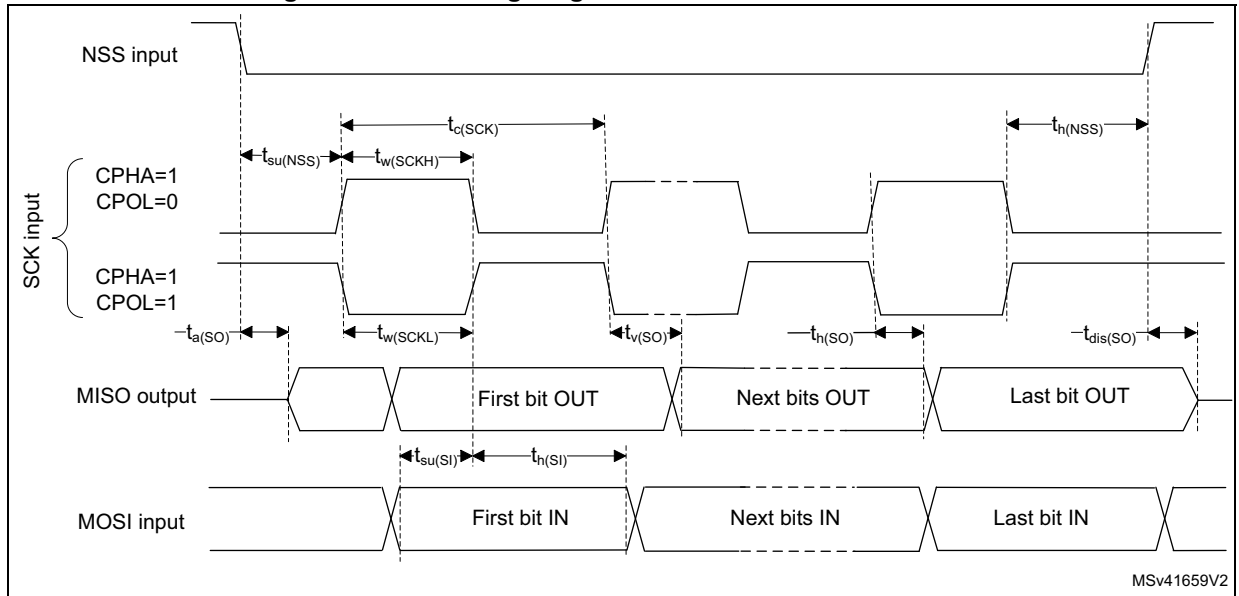 NSS input
tc(SCK)
th(NSS)
tsu(NSS)
tw(SCKH)
SCK input
CPHA=1
CPOL=0
CPHA=1
CPOL=1
ta(SO)
tw(SCKL)
tv(SO)
th(SO)
tdis(SO)
MISO output
First bit OUT
Next bits OUT
Last bit OUT
tsu(SI)
th(SI)
MOSI input
First bit IN
Next bits IN
Last bit IN
MSv41659V2